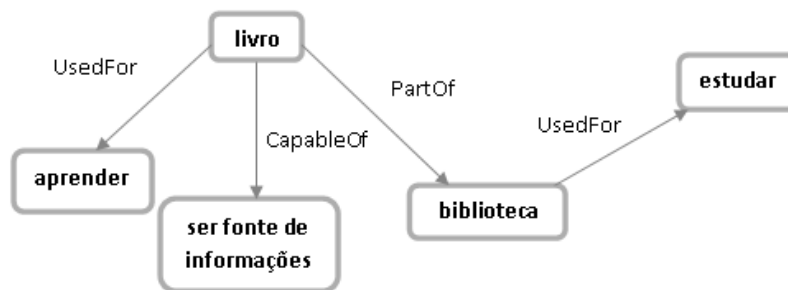 livro
UsedFor
PartOf
estudar
CapableOf
UsedFor
aprender
biblioteca
ser fonte de
informações